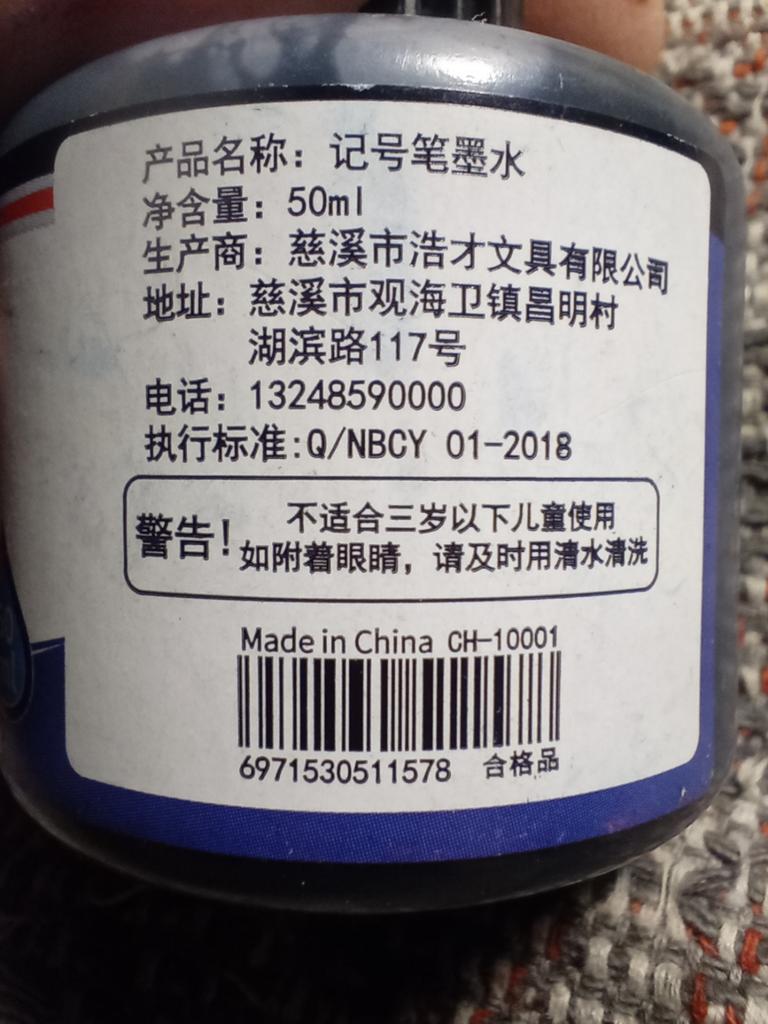 产品名称：记号笔墨水
净含量：50ml
生产商：慈溪市浩才文具有限公司
地址：慈溪市观海卫镇昌明村
湖滨路117号
电话：13248590000
执行标准:Q/NBCY 01-2018
警告!
不适合三岁以下儿童使用
如附着眼睛，请及时用清水清洗
Made in China CH-10001
6971530511578 合格品